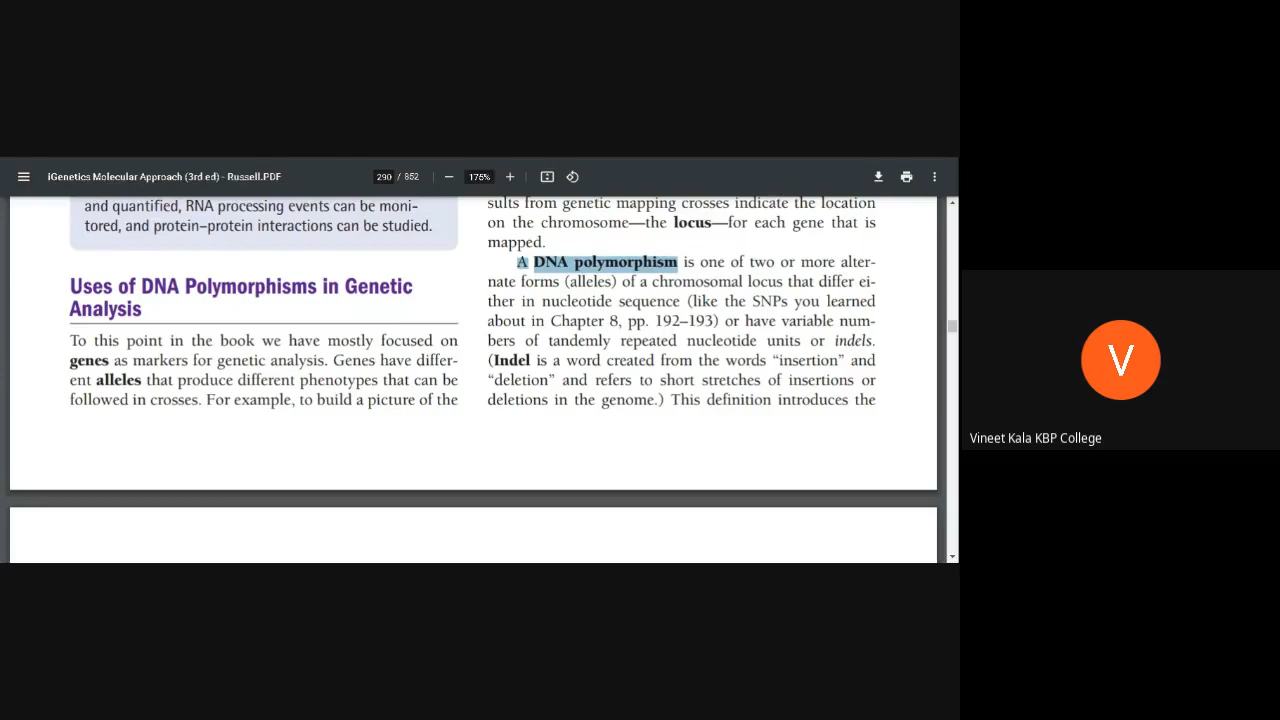 iGenetics Molecular Approach (3rd ed) - Russell.PDF
290 / 852
175%
and quantified, RNA processing events can be moni-
tored, and protein–protein interactions can be studied.
Uses of DNA Polymorphisms in Genetic
Analysis
To this point in the book we have mostly focused on
genes as markers for genetic analysis. Genes have differ-
ent alleles that produce different phenotypes that can be
followed in crosses. For example, to build a picture of the
sults from genetic mapping crosses indicate the location
on the chromosome—the locus—for each gene that is
mapped.
A DNA polymorphism is one of two or more alter-
nate forms (alleles) of a chromosomal locus that differ ei-
ther in nucleotide sequence (like the SNPs you learned
about in Chapter 8, pp. 192–193) or have variable num-
bers of tandemly repeated nucleotide units or indels.
(Indel is a word created from the words “insertion” and
“deletion” and refers to short stretches of insertions or
deletions in the genome.) This definition introduces the
V
Vineet Kala KBP College